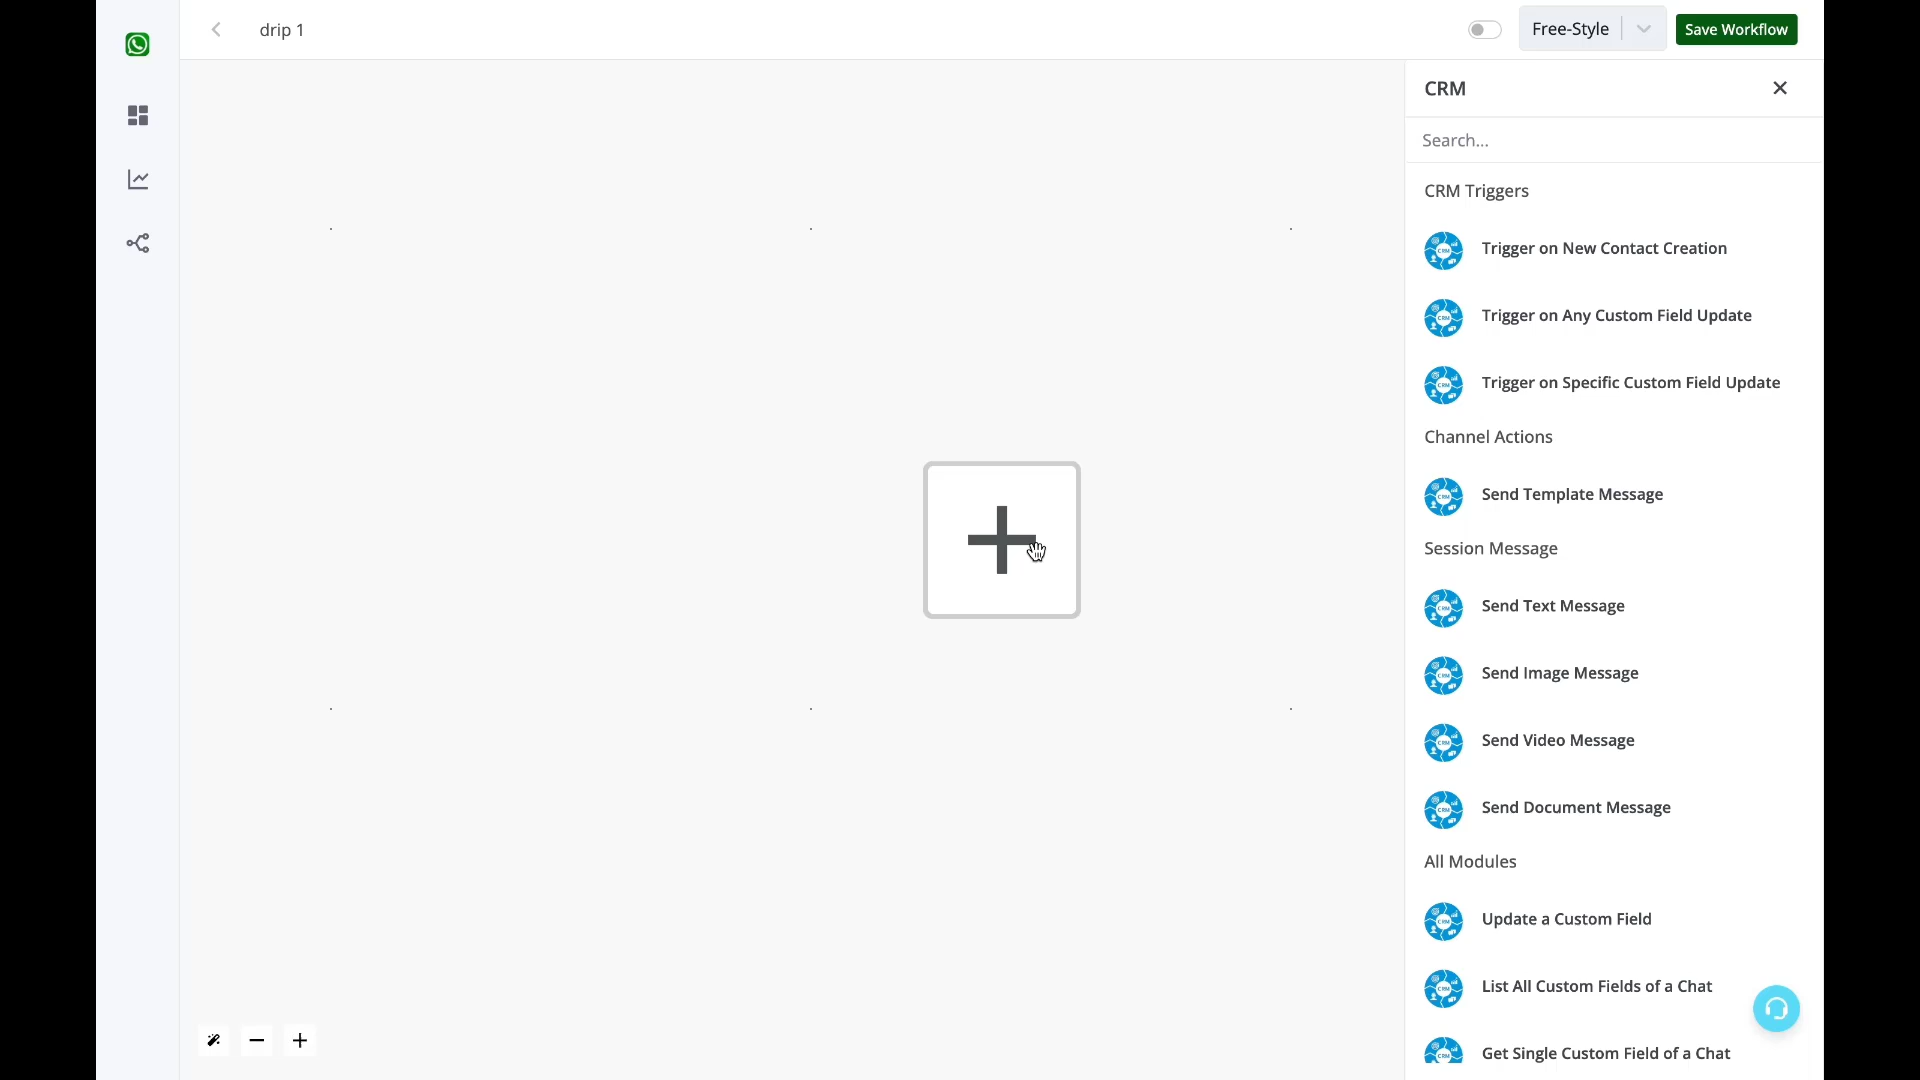 drip 1
Free-Style
Save Workflow
CRM
Search...
CRM Triggers
Trigger on New Contact Creation
Trigger on Any Custom Field Update
Trigger on Specific Custom Field Update
Channel Actions
Send Template Message
Session Message
Send Text Message
Send Image Message
Send Video Message
Send Document Message
All Modules
Update a Custom Field
List All Custom Fields of a Chat
Get Single Custom Field of a Chat